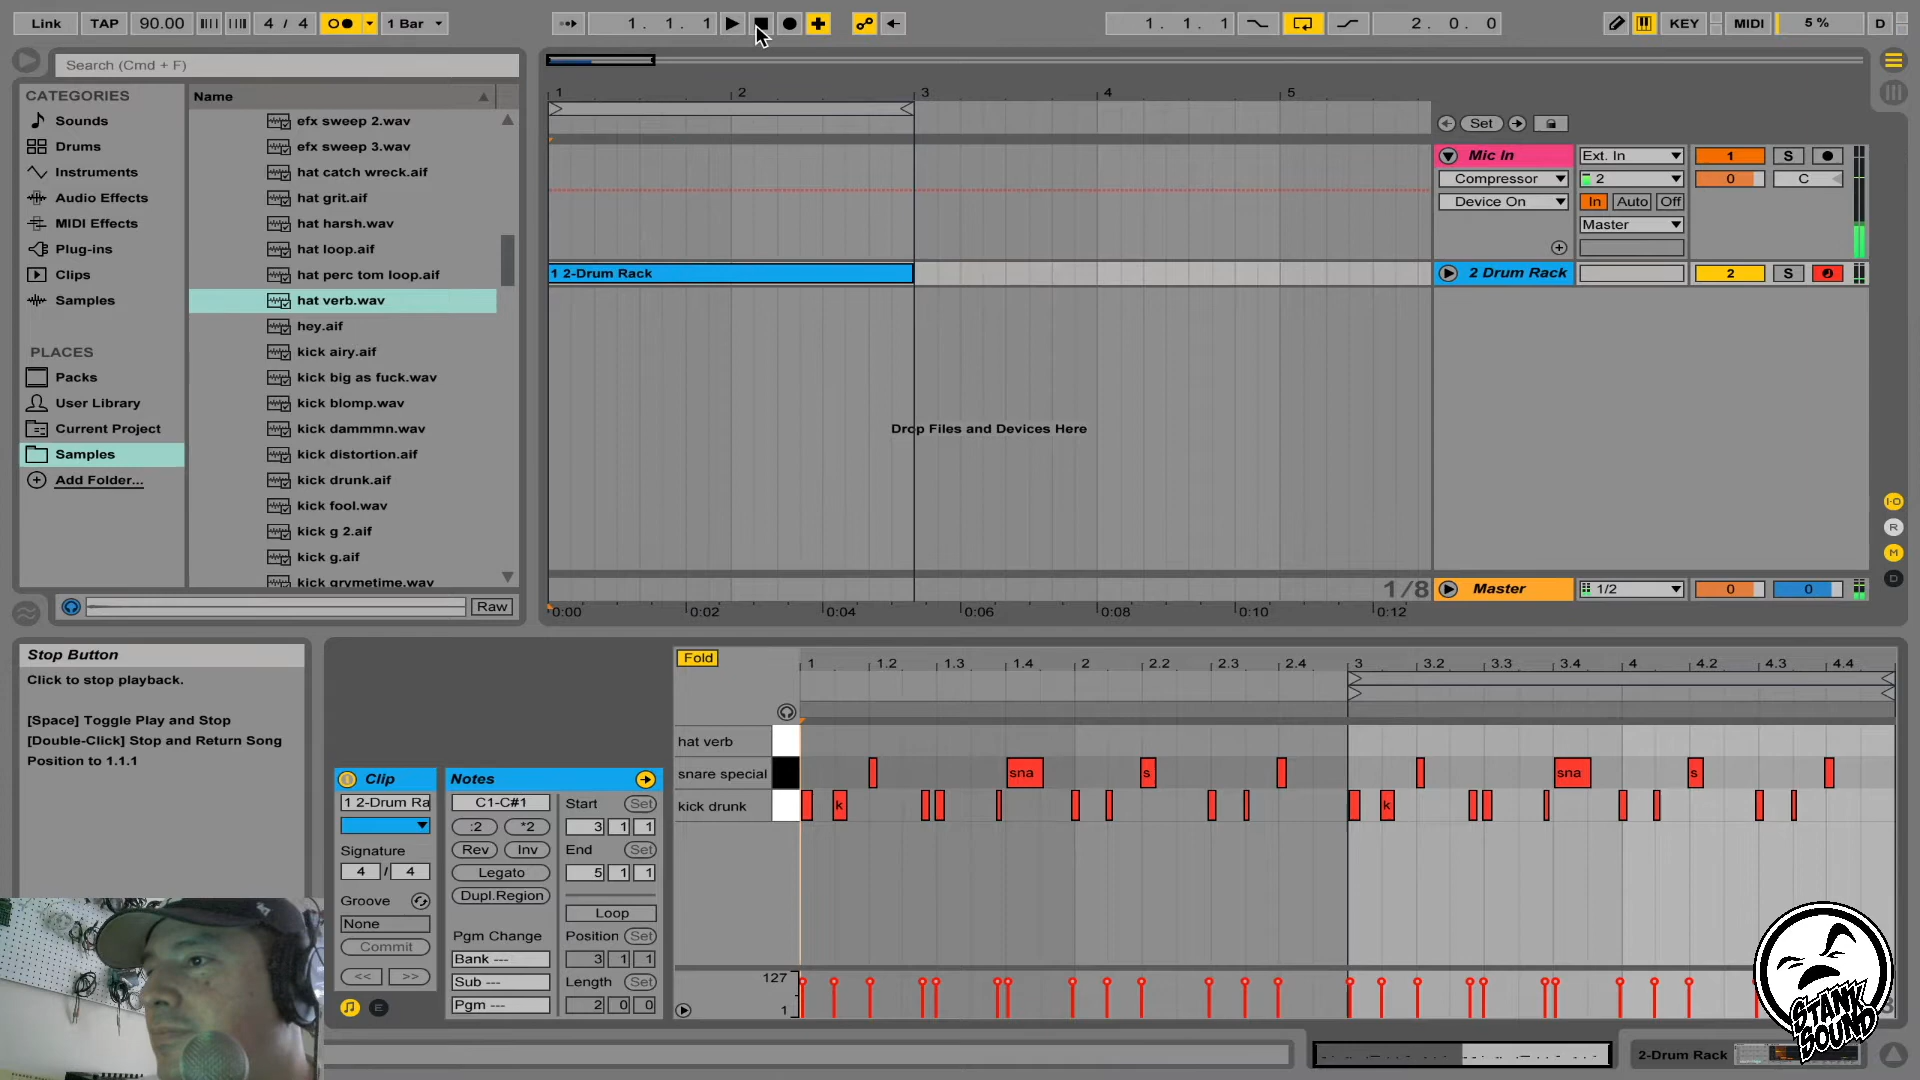 Link TAP 90.00 4 / 4 1 Bar 1. 1. 1 1. 1. 1 2. 0. 0 KEY MIDI 5 % D
Search (Cmd + F)
CATEGORIES
Sounds
Drums
Instruments
Audio Effects
MIDI Effects
Plug-ins
Clips
Samples
PLACES
Packs
User Library
Current Project
Samples
Add Folder...
Name
efx sweep 2.wav
efx sweep 3.wav
hat catch wreck.aif
hat grit.aif
hat harsh.wav
hat loop.aif
hat perc tom loop.aif
hat verb.wav
hey.aif
kick airy.aif
kick big as fuck.wav
kick blomp.wav
kick dammmn.wav
kick distortion.aif
kick drunk.aif
kick fool.wav
kick g 2.aif
kick g.aif
kick grymetime.wav
Raw
1 2 3 4 5
Set
Mic In Ext. In 1 S
Compressor 2 0 C
Device On In Auto Off
Master
1 2-Drum Rack
2 Drum Rack 2 S
Drop Files and Devices Here
1/8
Master 1/2 0 0
0:00 0:02 0:04 0:06 0:08 0:10 0:12
I-O
R
M
D
Stop Button
Click to stop playback.
[Space] Toggle Play and Stop
[Double-Click] Stop and Return Song
Position to 1.1.1
Clip
1 2-Drum Ra
Signature
4 / 4
Groove
None
Commit
<< >>
E
Notes
C1-C#1
:2 *2
Rev Inv
Legato
Dupl.Region
Pgm Change
Bank ---
Sub ---
Pgm ---
Start Set
3 1 1
End Set
5 1 1
Loop
Position Set
3 1 1
Length Set
2 0 0
Fold
1 1.2 1.3 1.4 2 2.2 2.3 2.4 3 3.2 3.3 3.4 4 4.2 4.3 4.4
hat verb
snare special sna s sna s
kick drunk k k
127
1
2-Drum Rack
STANK
SOUND